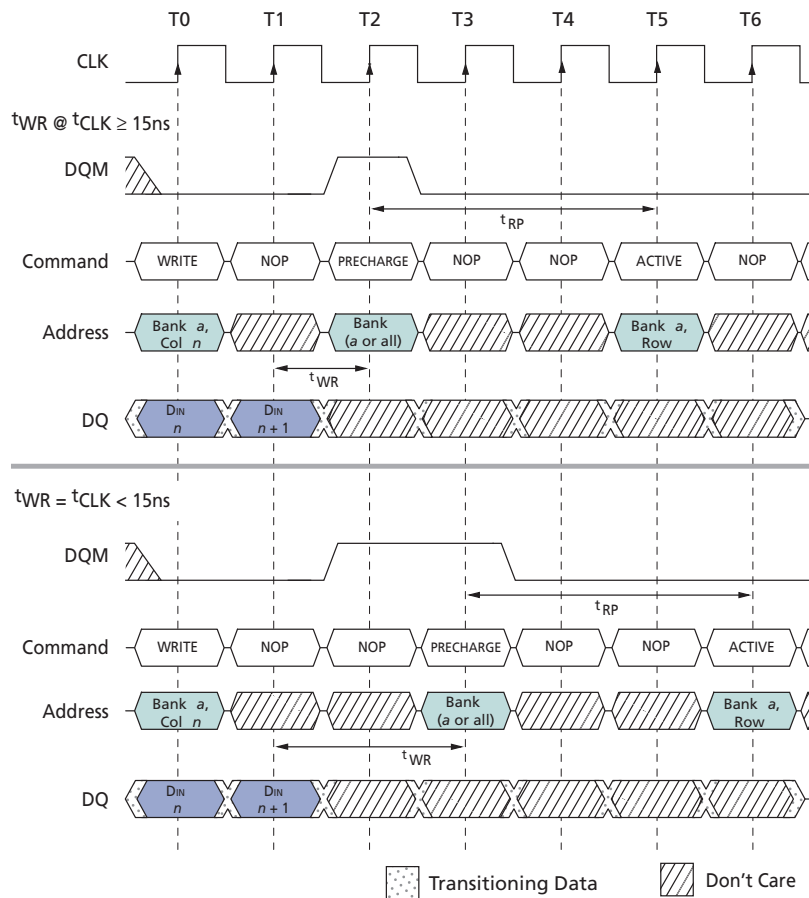 T0 T1 T2 T3 T4 T5 T6
CLK
tWR @ tCLK ≥ 15ns
DQM
tRP
Command WRITE NOP PRECHARGE NOP NOP ACTIVE NOP
Address Bank a, Col n Bank (a or all) Bank a, Row
tWR
DQ DIN n DIN n + 1
tWR = tCLK < 15ns
DQM
tRP
Command WRITE NOP NOP PRECHARGE NOP NOP ACTIVE
Address Bank a, Col n Bank (a or all) Bank a, Row
tWR
DQ DIN n DIN n + 1
Transitioning Data Don't Care